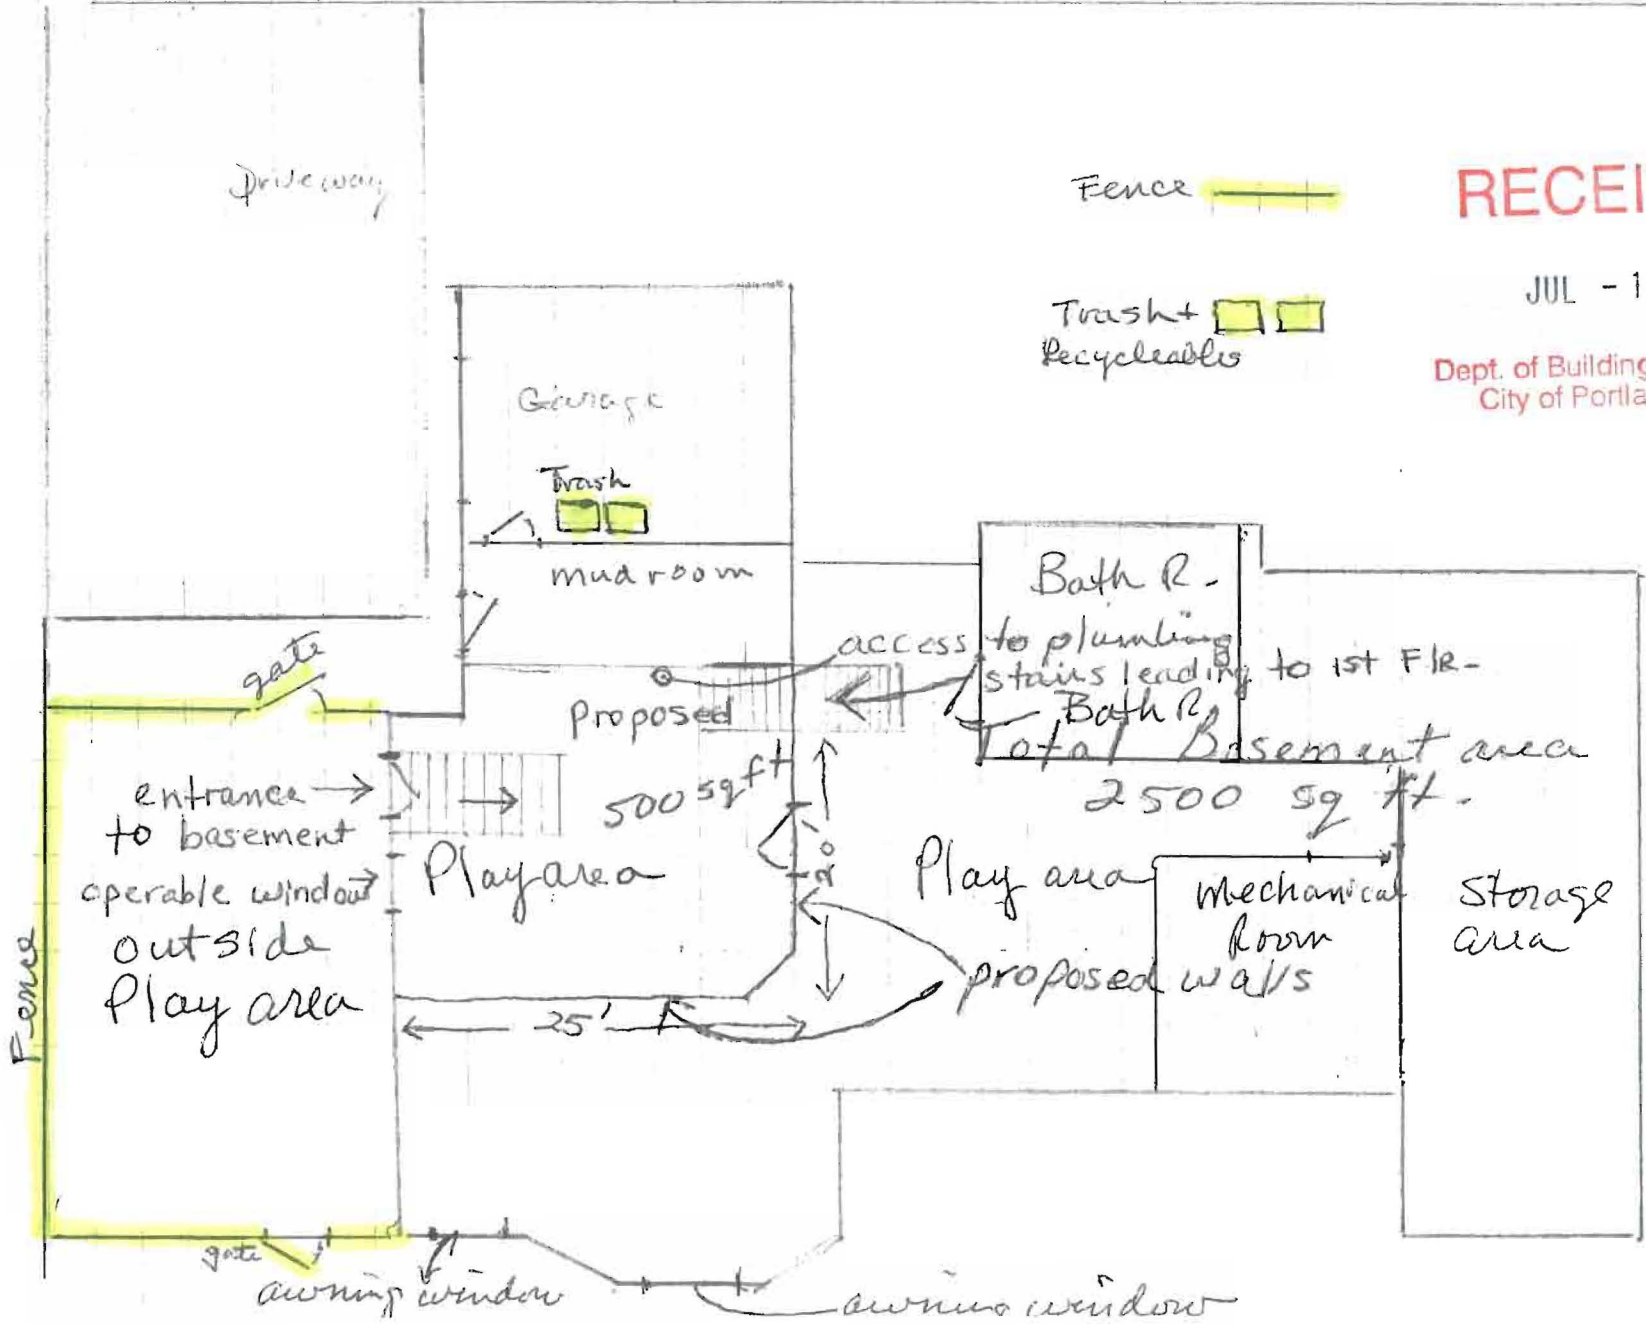 Driveway
Fence
RECEI
JUL - 1
Trash +
Recycleables
Dept. of Building
City of Portla
Garage
Trash
mudroom
Bath R.
gate
access to plumbing
stairs leading to 1st Flr-
Proposed
Bath R,
Total Basement area
2500 sq ft.
500 sq ft
entrance
to basement
20
operable window
Play area
Play area
Mechanical
Room
Storage
area
outside
Play area
Fence
proposed walls
25'
gate
awning window
awning window